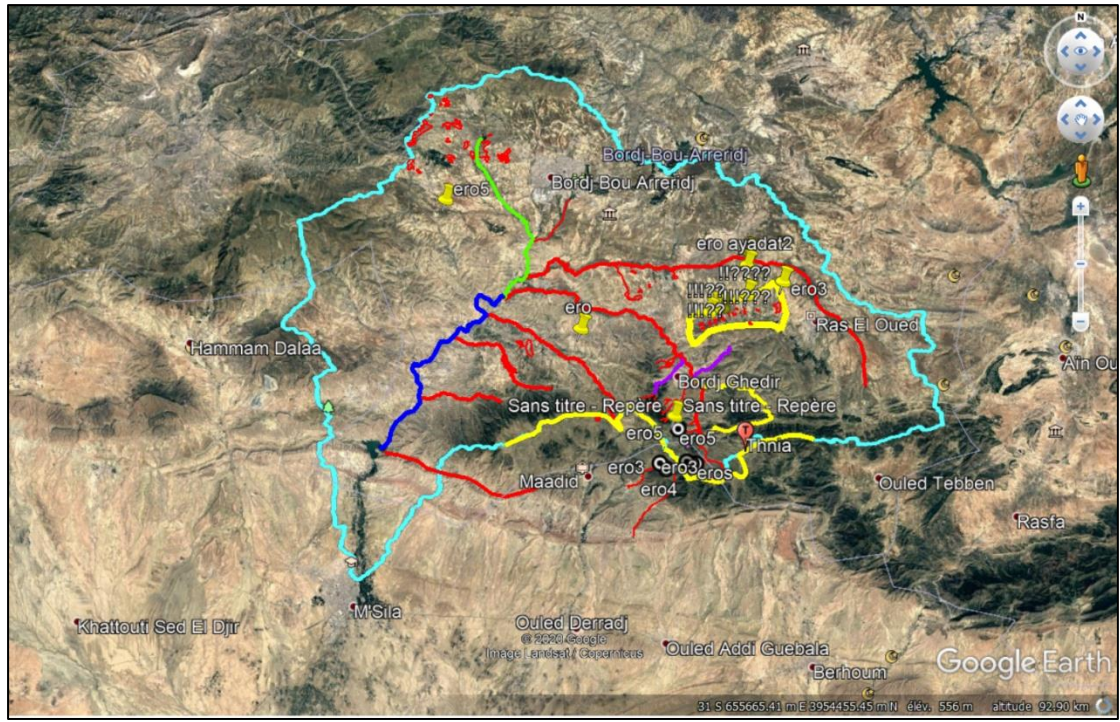 N
Bordj-Bou-Arreridj
Bordj-Bou Arreridj
ero5
ero ayadat2
!!????
!!!??
!!!???
ero3
!!!??
ero
Ras El Oued
Hammam Dalaa
Aïn Ou
Bordj Ghedir
Sans titre - Repère
Sans titre - Repère
ero5
ero5
T
Thnia
ero3
ero3
eros
Maadid
ero4
Ouled Tebben
Rasfa
M'Sila
Khattouti Sed El Djir
Ouled Derradj
© 2020 Google
Image Landsat / Copernicus
Ouled Addi Guebala
Berhoum
Google Earth
31 S 655665.41 m E 3954455.45 m N élév. 556 m altitude 92.90 km